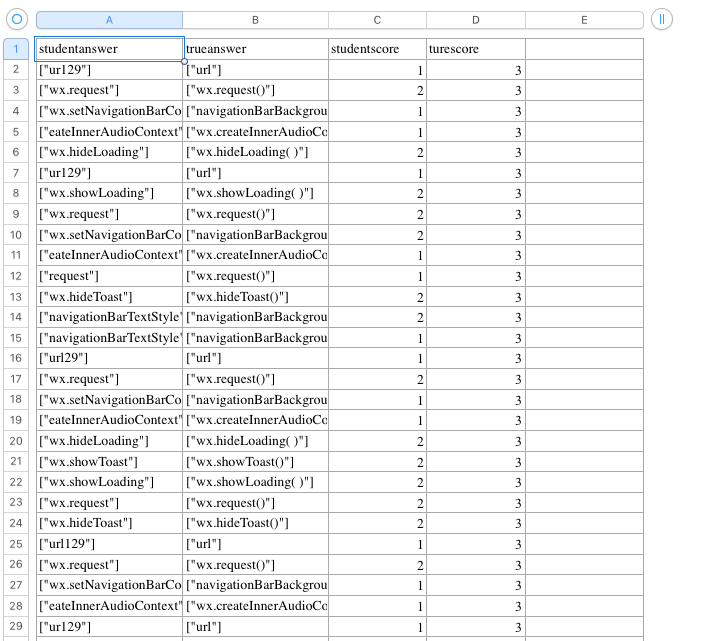 A B C D E
1 studentanswer trueanswer studentscore turescore
2 ["ur129"] ["url"] 1 3
3 ["wx.request"] ["wx.request()"] 2 3
4 ["wx.setNavigationBarCo ["navigationBarBackgrou 1 3
5 ["eateInnerAudioContext" ["wx.createInnerAudioCo 1 3
6 ["wx.hideLoading"] ["wx.hideLoading( )"] 2 3
7 ["ur129"] ["url"] 1 3
8 ["wx.showLoading"] ["wx.showLoading( )"] 2 3
9 ["wx.request"] ["wx.request()"] 2 3
10 ["wx.setNavigationBarCo ["navigationBarBackgrou 2 3
11 ["eateInnerAudioContext" ["wx.createInnerAudioCo 1 3
12 ["request"] ["wx.request()"] 1 3
13 ["wx.hideToast"] ["wx.hideToast()"] 2 3
14 ["navigationBarTextStyle" ["navigationBarBackgrou 2 3
15 ["navigationBarTextStyle" ["navigationBarBackgrou 1 3
16 ["url29"] ["url"] 1 3
17 ["wx.request"] ["wx.request()"] 2 3
18 ["wx.setNavigationBarCo ["navigationBarBackgrou 1 3
19 ["eateInnerAudioContext" ["wx.createInnerAudioCo 1 3
20 ["wx.hideLoading"] ["wx.hideLoading( )"] 2 3
21 ["wx.showToast"] ["wx.showToast()"] 2 3
22 ["wx.showLoading"] ["wx.showLoading( )"] 2 3
23 ["wx.request"] ["wx.request()"] 2 3
24 ["wx.hideToast"] ["wx.hideToast()"] 2 3
25 ["url129"] ["url"] 1 3
26 ["wx.request"] ["wx.request()"] 2 3
27 ["wx.setNavigationBarCo ["navigationBarBackgrou 1 3
28 ["eateInnerAudioContext" ["wx.createInnerAudioCo 1 3
29 ["ur129"] ["url"] 1 3